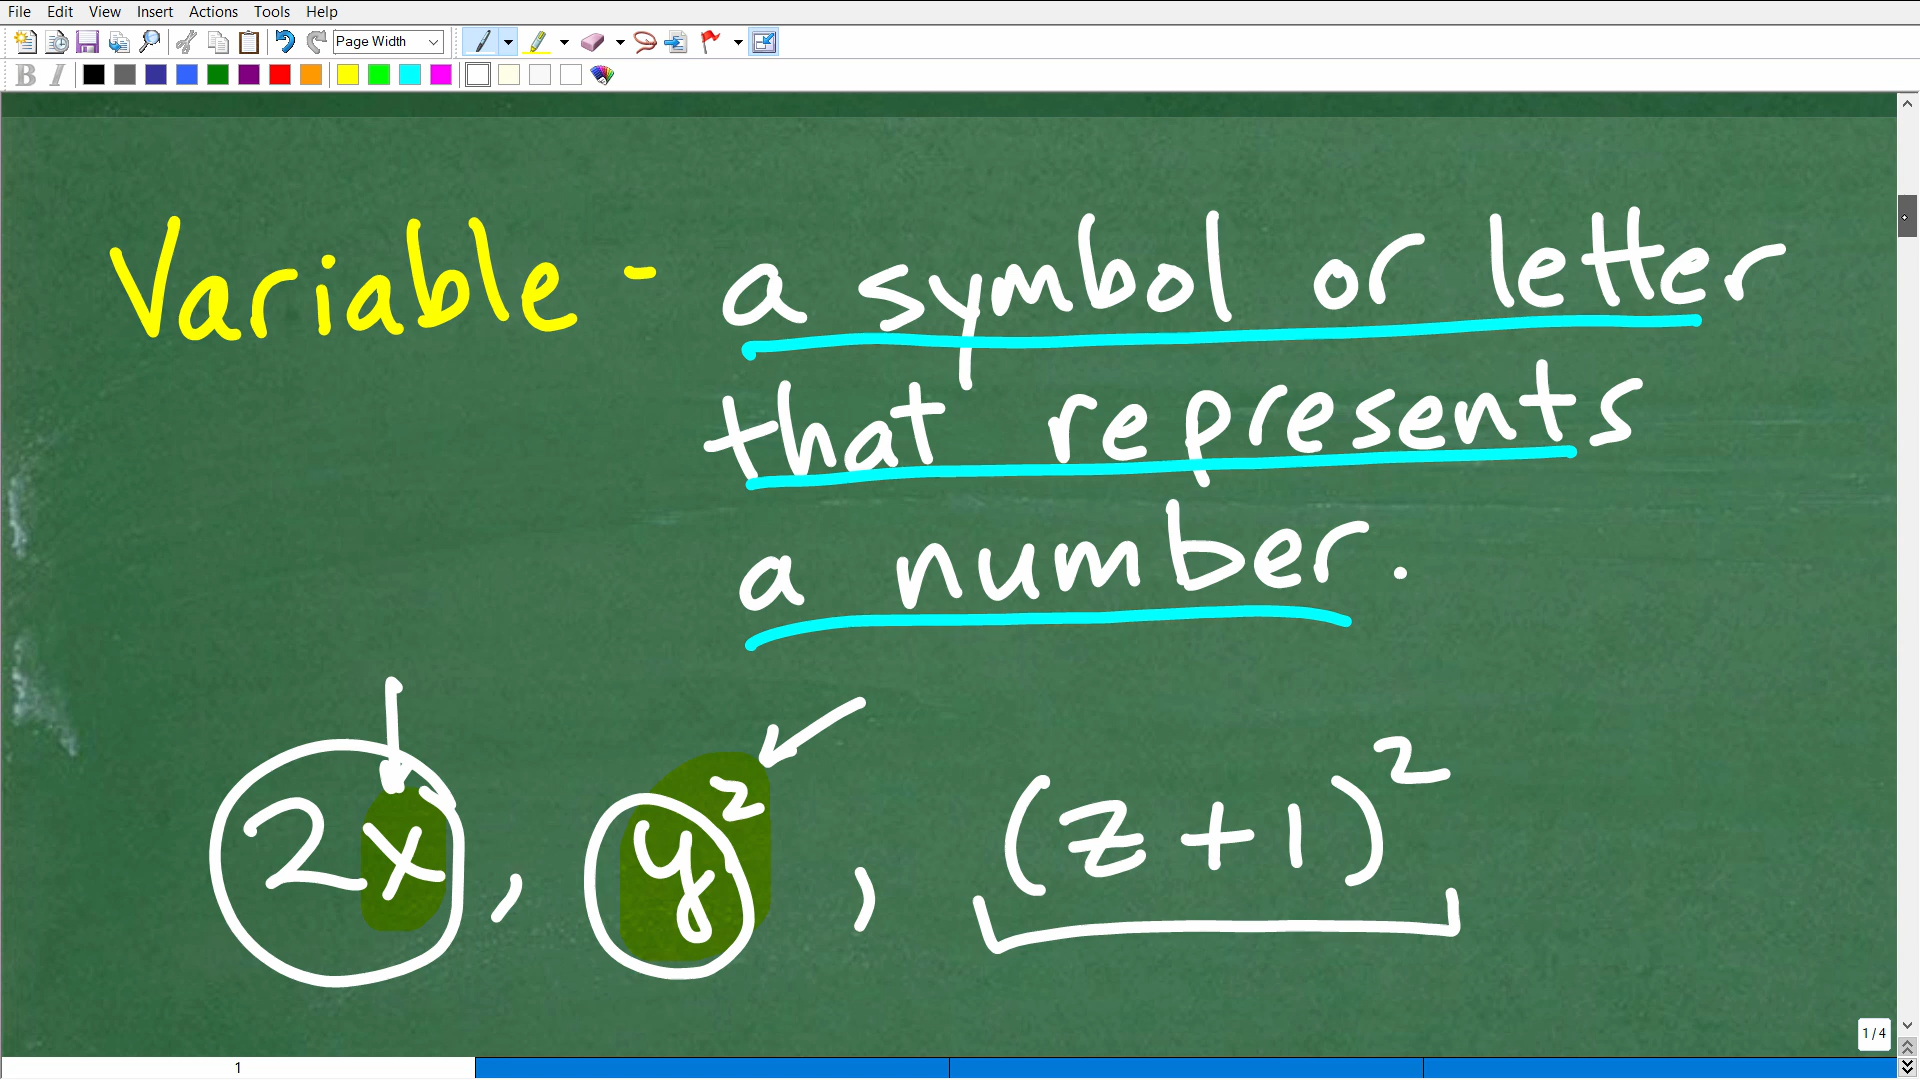 File Edit View Insert Actions Tools Help
Page Width
B I
Variable - a symbol or letter
that represents
a number.
2x, y², (z+1)²
1 / 4
1